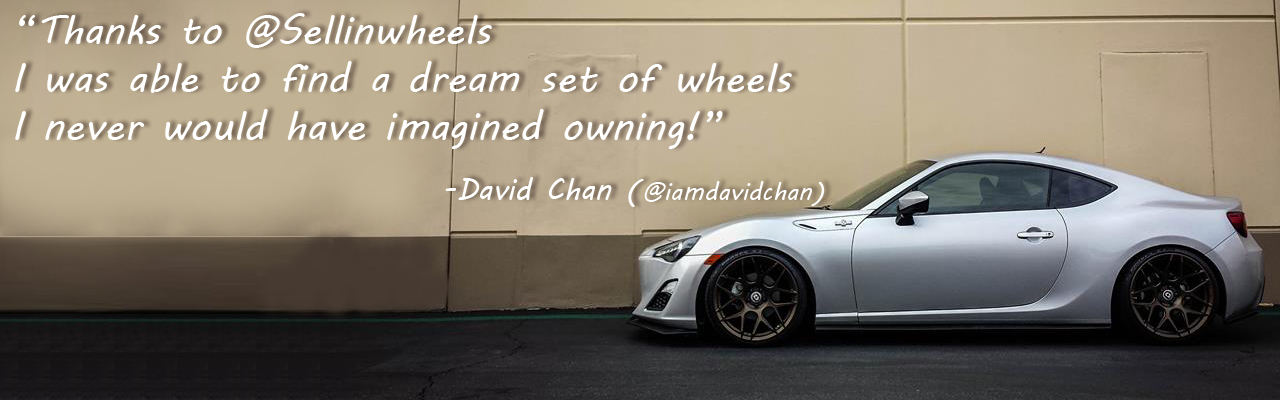 “Thanks to @Sellinwheels
I was able to find a dream set of wheels
I never would have imagined owning!”
-David Chan (@iamdavidchan)